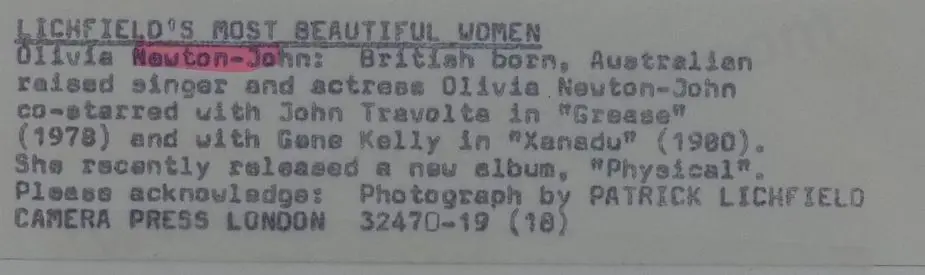 LICHFIELD'S MOST BEAUTIFUL WOMEN
Olivia Newton-John: British born, Australian
raised singer and actress Olivia Newton-John
co-starred with John Travolta in "Grease"
(1978) and with Gene Kelly in "Xanadu" (1980).
She recently released a new album, "Physical".
Please acknowledge: Photograph by PATRICK LICHFIELD
CAMERA PRESS LONDON 32470-19 (18)